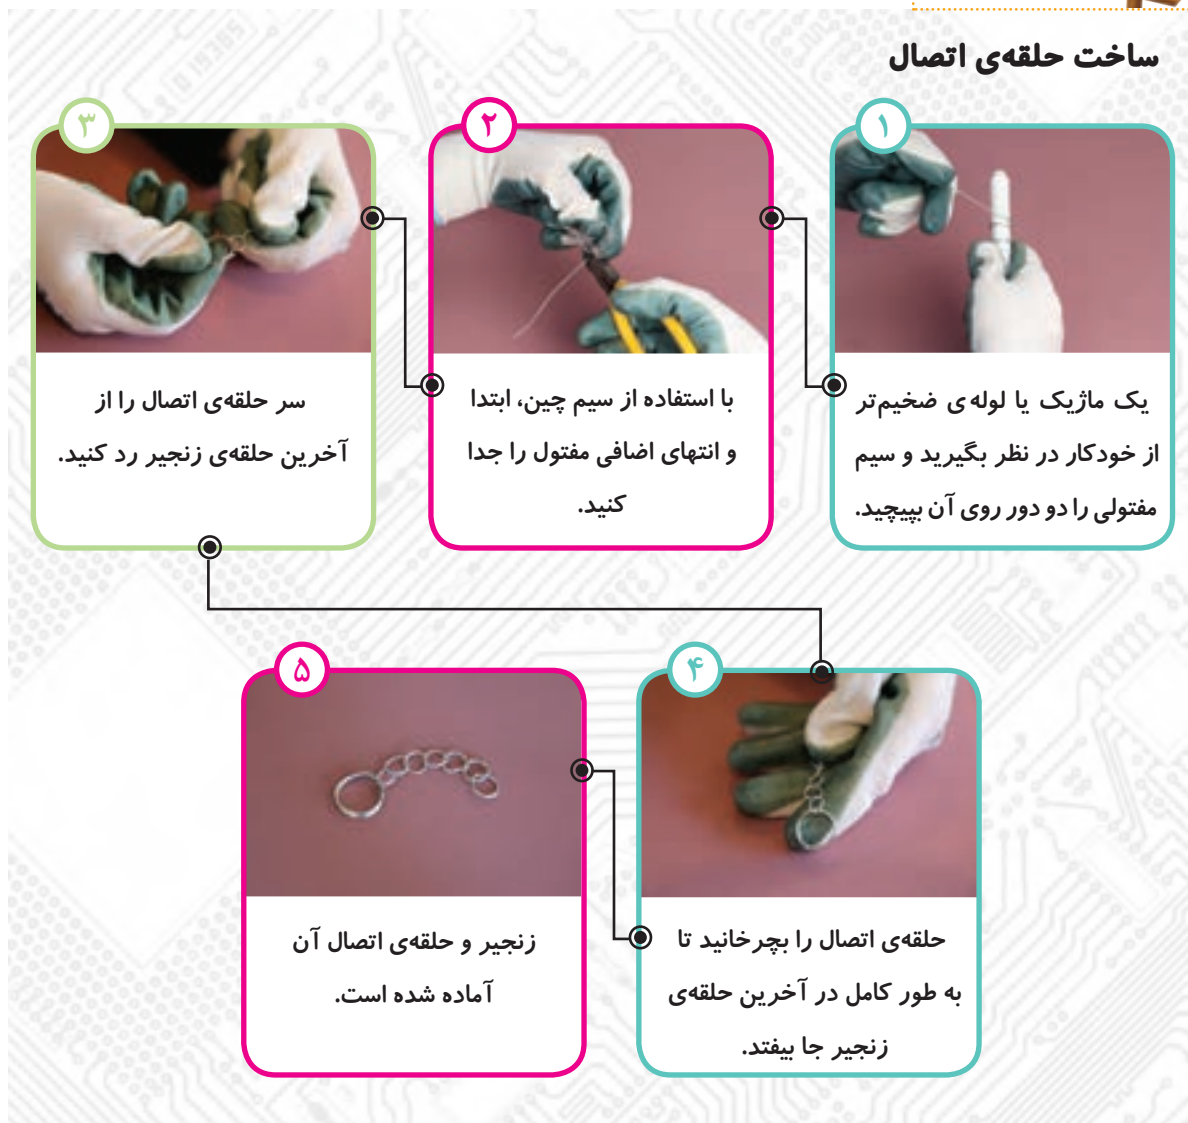 ساخت حلقه‌ی اتصال
۱
یک ماژیک یا لوله ی ضخیم‌تر
از خودکار در نظر بگیرید و سیم
مفتولی را دو دور روی آن بپیچید.
۲
با استفاده از سیم چین، ابتدا
و انتهای اضافی مفتول را جدا
کنید.
۳
سر حلقه‌ی اتصال را از
آخرین حلقه‌ی زنجیر رد کنید.
۴
حلقه‌ی اتصال را بچرخانید تا
به طور کامل در آخرین حلقه‌ی
زنجیر جا بیفتد.
۵
زنجیر و حلقه‌ی اتصال آن
آماده شده است.